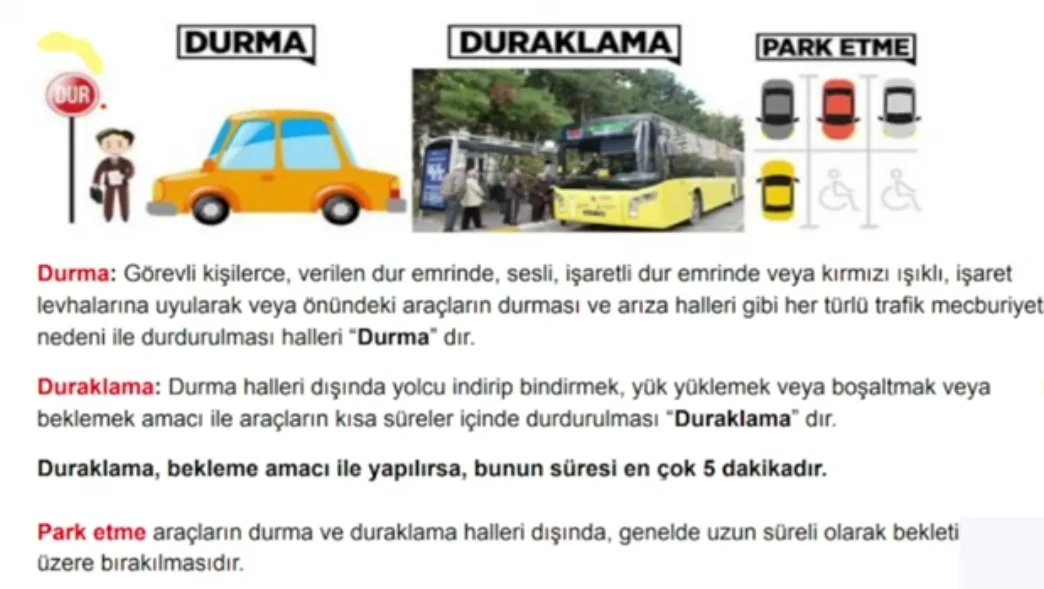 DURMA
DURAKLAMA
PARK ETME
DUR
Durma: Görevli kişilerce, verilen dur emrinde, sesli, işaretli dur emrinde veya kırmızı ışıklı, işaret
levhalarına uyularak veya önündeki araçların durması ve arıza halleri gibi her türlü trafik mecburiyet
nedeni ile durdurulması halleri “Durma” dır.
Duraklama: Durma halleri dışında yolcu indirip bindirmek, yük yüklemek veya boşaltmak veya
beklemek amacı ile araçların kısa süreler içinde durdurulması “Duraklama” dır.
Duraklama, bekleme amacı ile yapılırsa, bunun süresi en çok 5 dakikadır.
Park etme araçların durma ve duraklama halleri dışında, genelde uzun süreli olarak bekleti
üzere bırakılmasıdır.